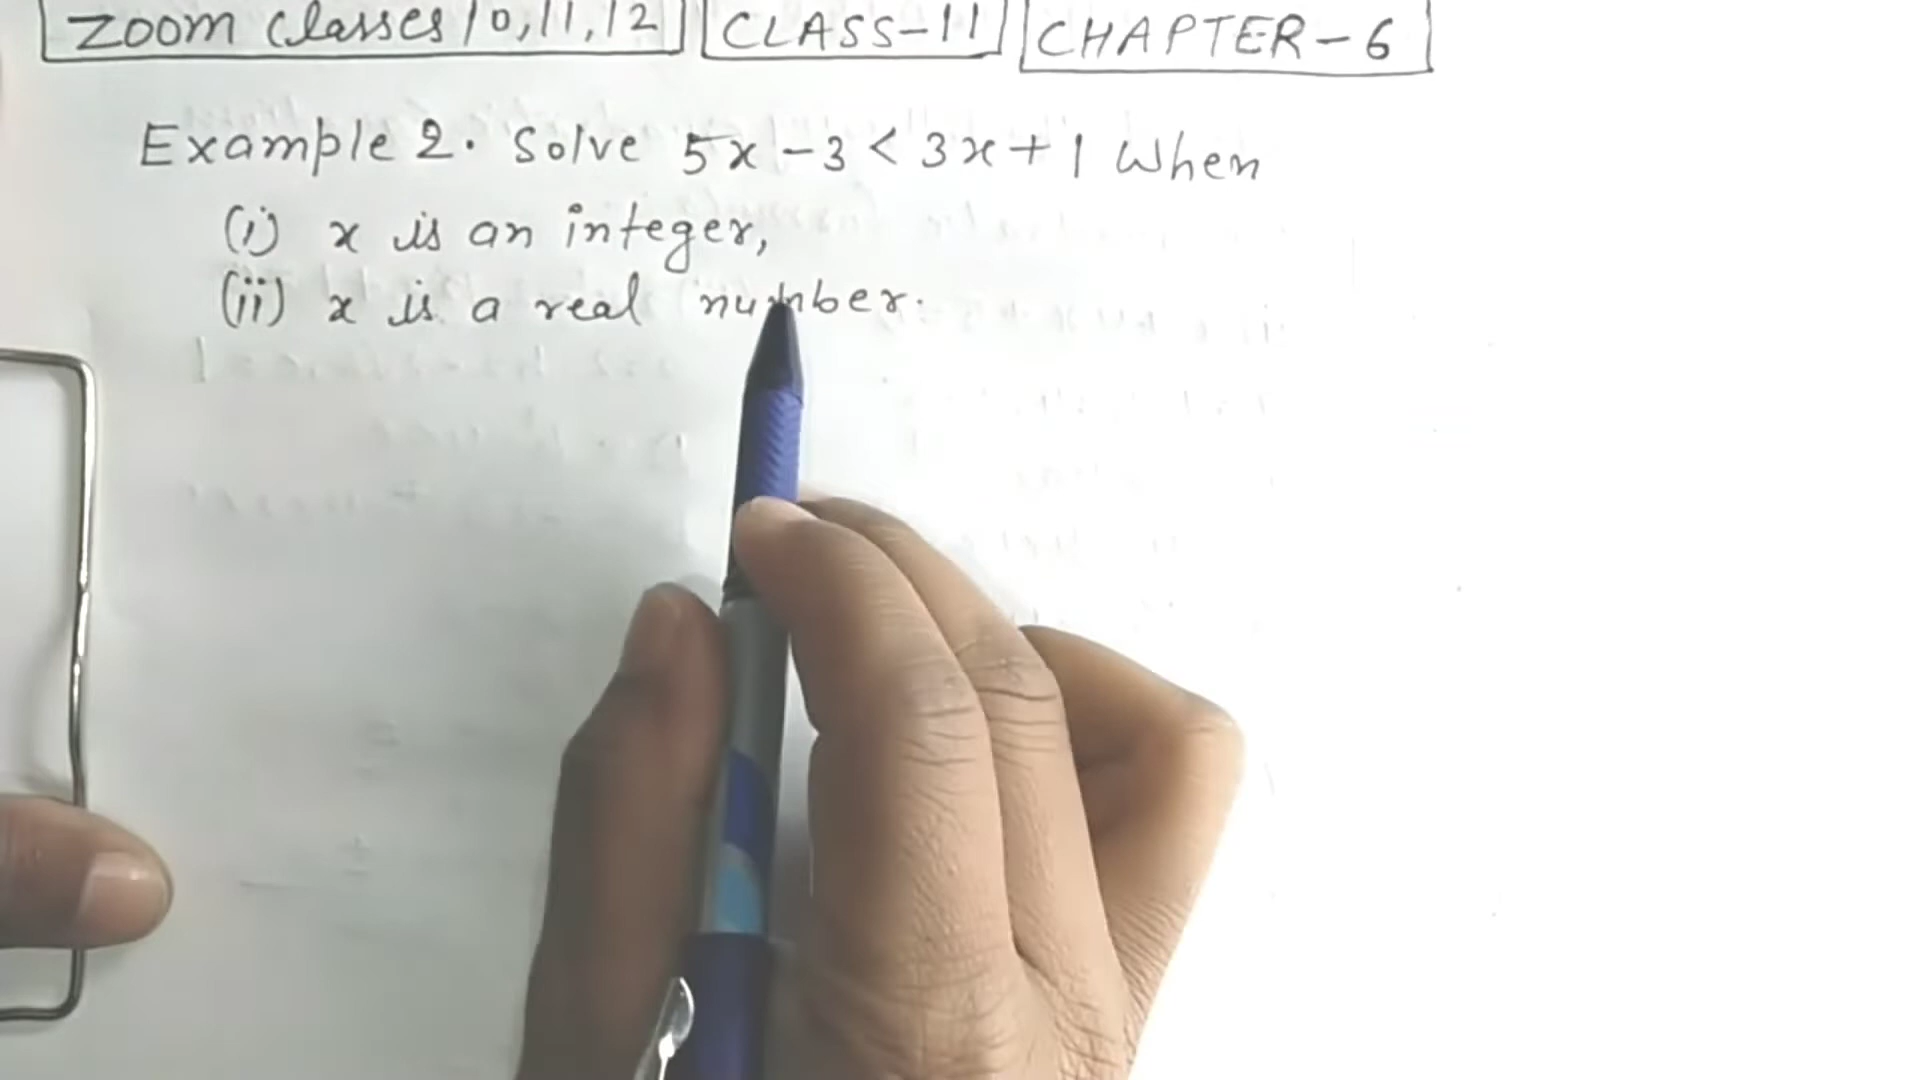 Zoom Classes 10,11,12 CLASS-11 CHAPTER-6
Example 2. Solve 5x-3<3x+1 When
(i) x is an integer,
(ii) x is a real number.